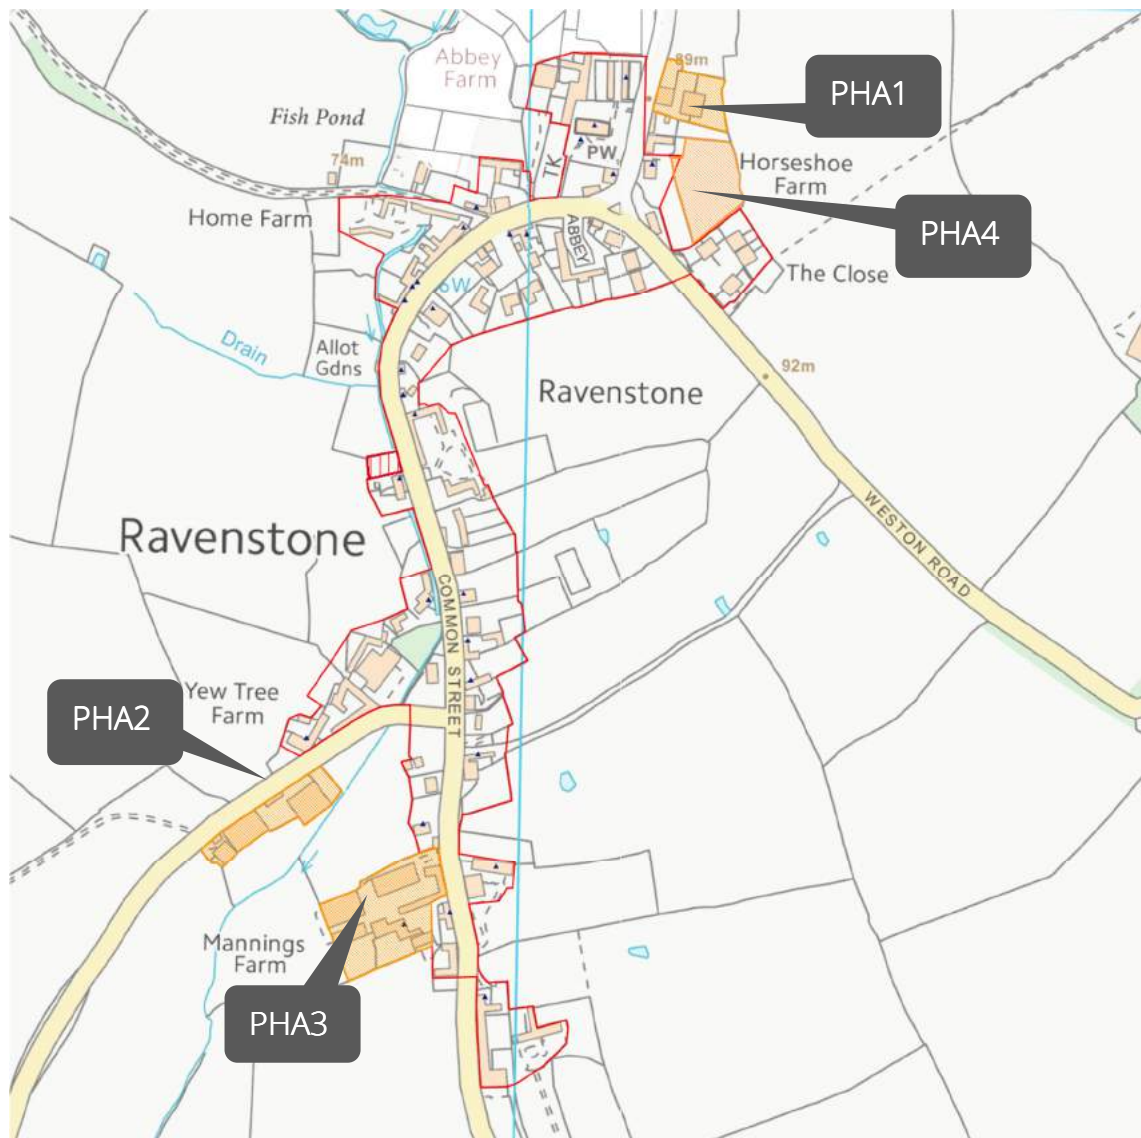 Abbey
Farm
89m
PHA1
Fish Pond
PW
TK
74m
Horseshoe
Farm
Home Farm
ABBEY
PHA4
The Close
Drain
Allot
Gdns
92m
Ravenstone
WESTON ROAD
Ravenstone
COMMON STREET
Yew Tree
Farm
PHA2
Mannings
Farm
PHA3